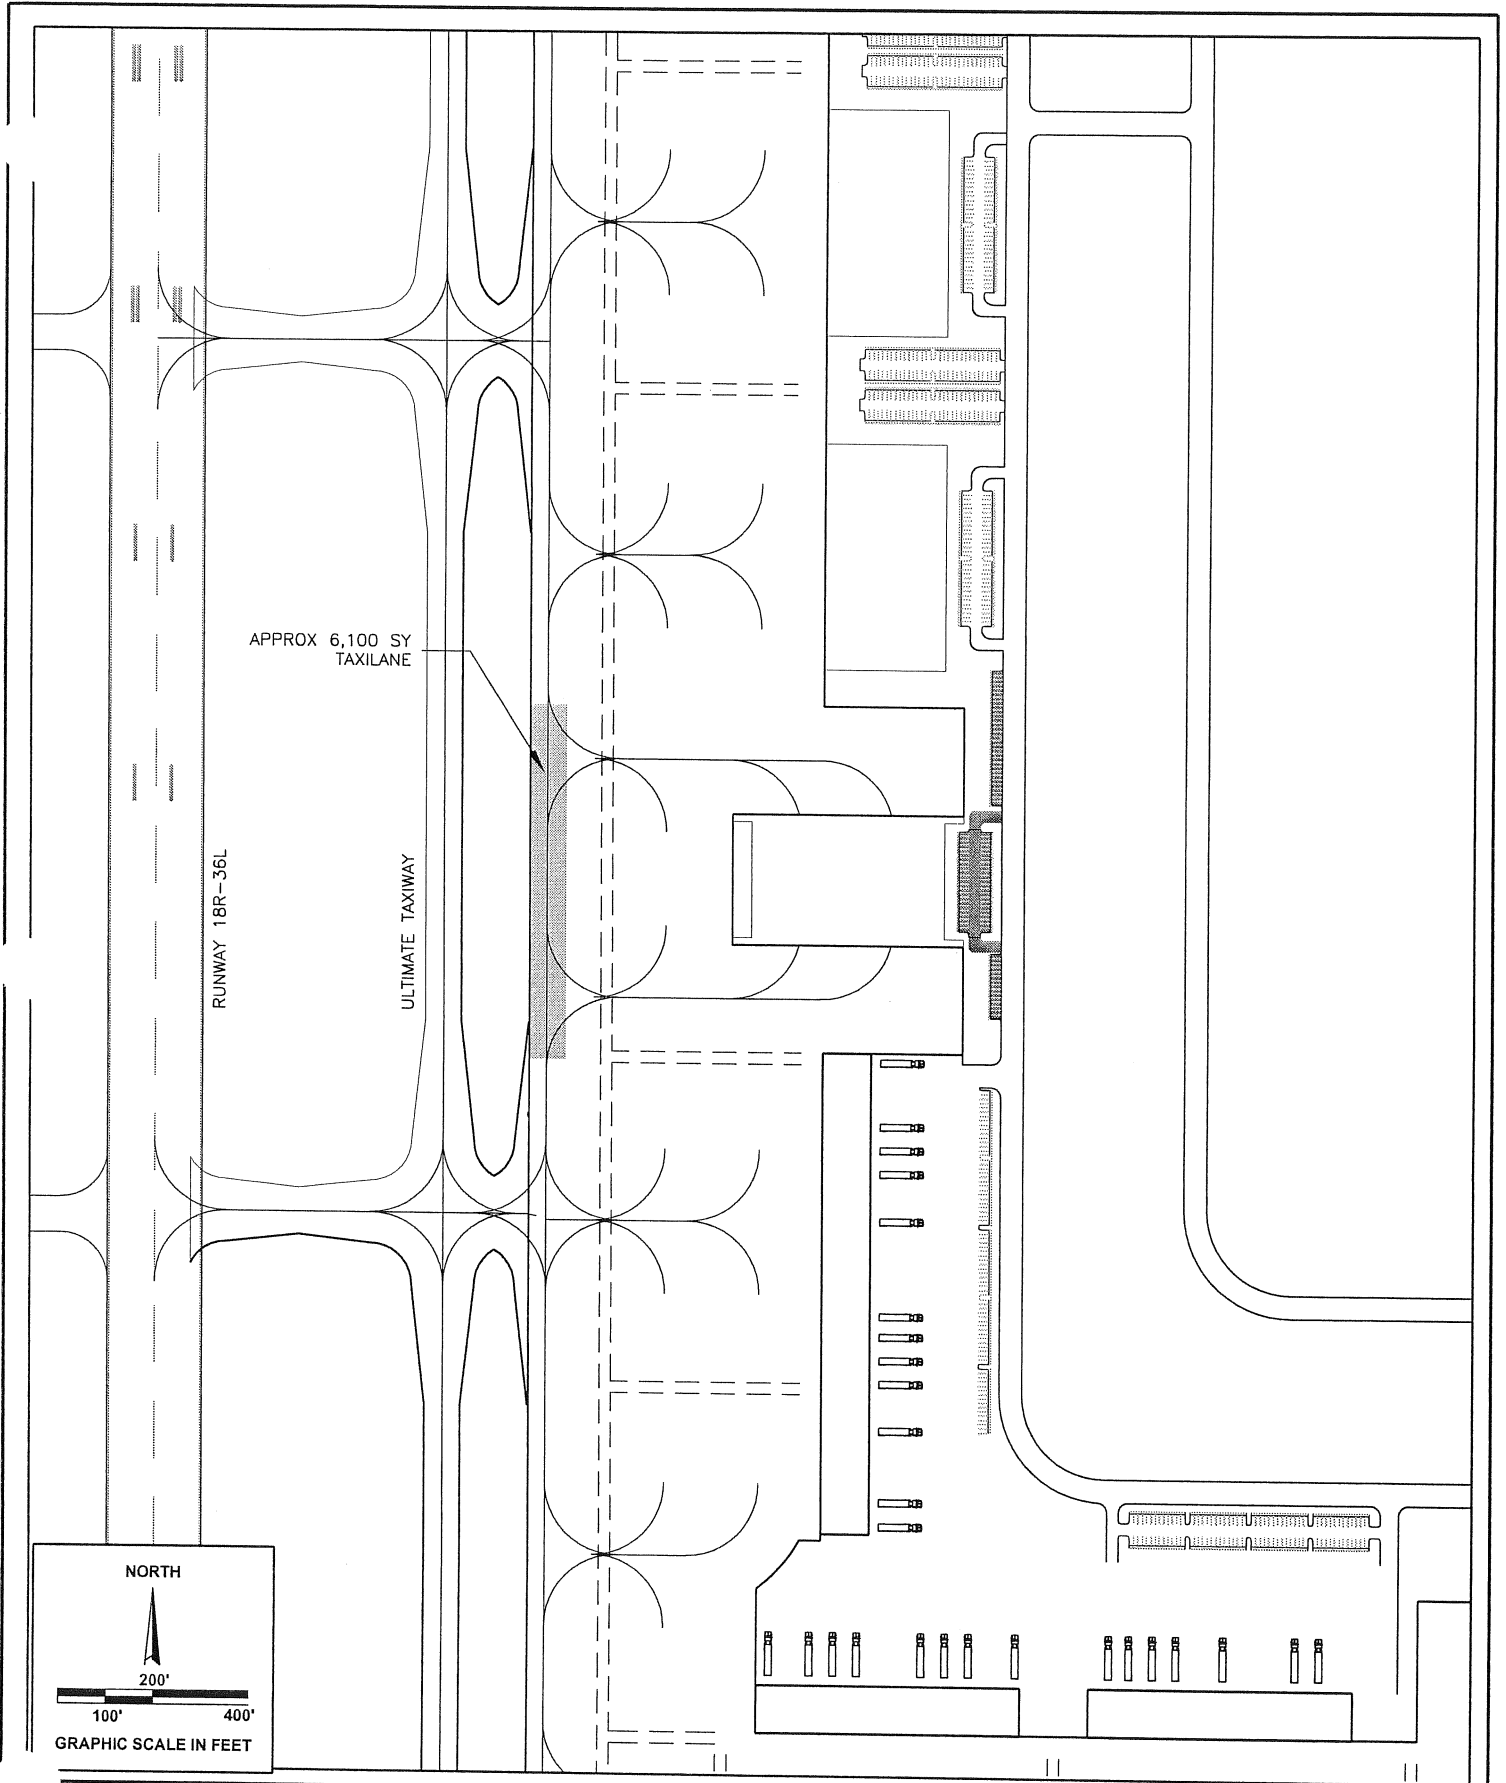 APPROX 6,100 SY
TAXILANE
RUNWAY 18R-36L
ULTIMATE TAXIWAY
NORTH
200'
100' 400'
GRAPHIC SCALE IN FEET